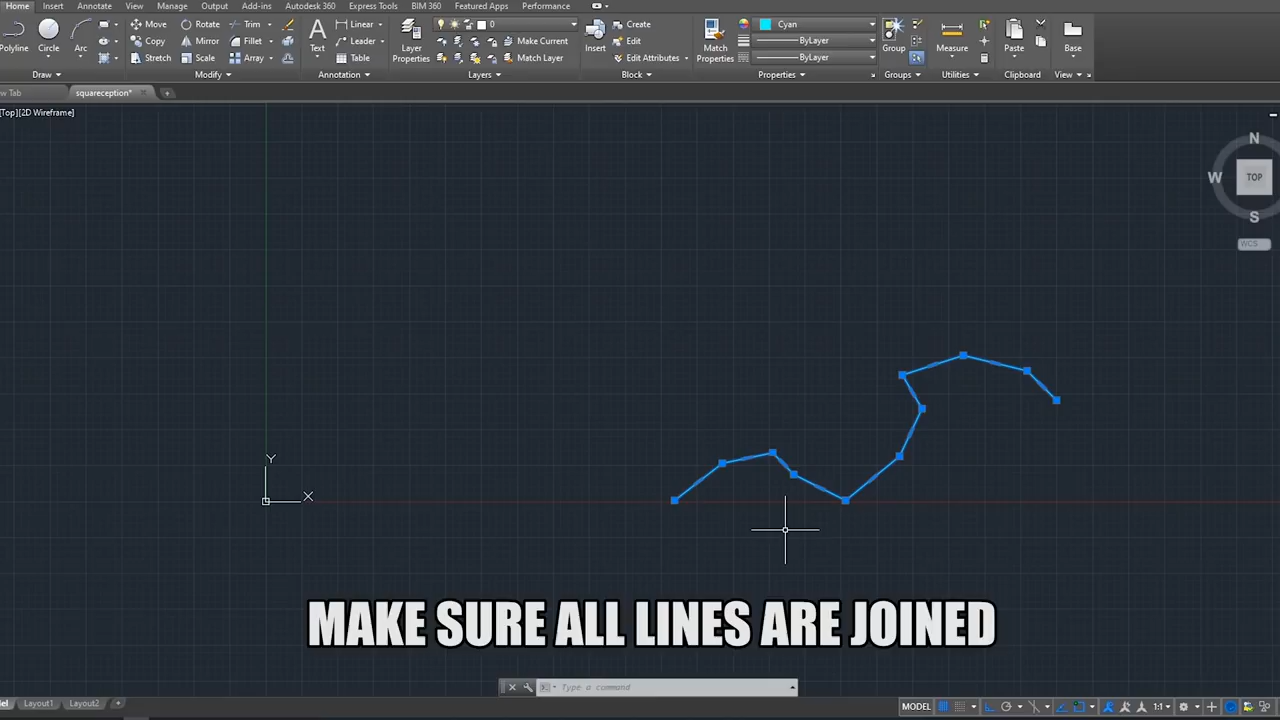 Home Insert Annotate View Manage Output Add-ins Autodesk 360 Express Tools BIM 360 Featured Apps Performance
Move Rotate Trim Linear 0 Create Cyan
Polyline Circle Arc Copy Mirror Fillet Text Leader Layer Properties Make Current Insert Edit Match Properties ByLayer Group Measure Paste Base
Stretch Scale Array Table Match Layer Edit Attributes ByLayer
Draw Modify Annotation Layers Block Properties Groups Utilities Clipboard View
w Tab squareception*
[Top][2D Wireframe]
N
W TOP
S
WCS
Y
X
MAKE SURE ALL LINES ARE JOINED
Type a command
Layout1 Layout2 MODEL 1:1